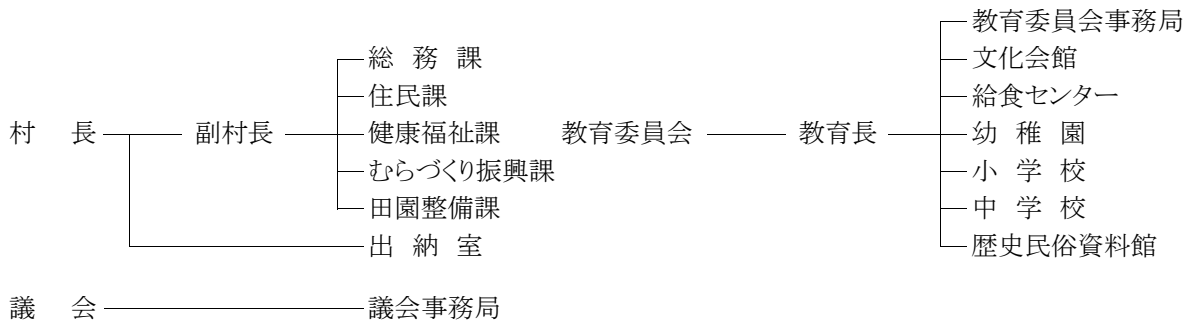 教育委員会事務局
総務課 文化会館
住民課 給食センター
村長 副村長 健康福祉課 教育委員会 教育長 幼稚園
むらづくり振興課 小学校
田園整備課 中学校
出納室 歴史民俗資料館
議会 議会事務局